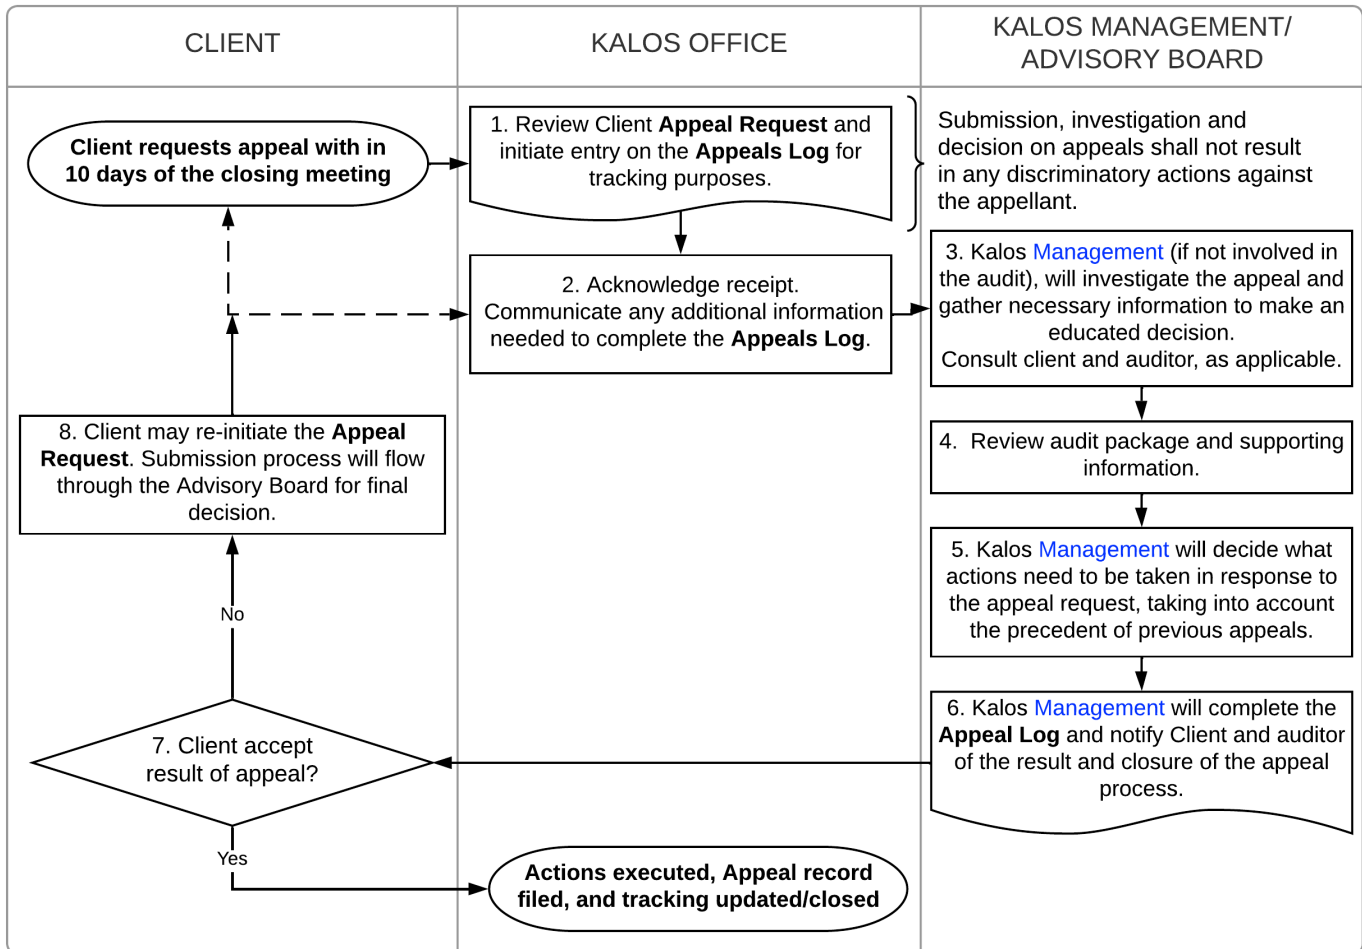 CLIENT
KALOS OFFICE
KALOS MANAGEMENT/
ADVISORY BOARD
Client requests appeal with in
10 days of the closing meeting
1. Review Client Appeal Request and
initiate entry on the Appeals Log for
tracking purposes.
Submission, investigation and
decision on appeals shall not result
in any discriminatory actions against
the appellant.
2. Acknowledge receipt.
Communicate any additional information
needed to complete the Appeals Log.
3. Kalos Management (if not involved in
the audit), will investigate the appeal and
gather necessary information to make an
educated decision.
Consult client and auditor, as applicable.
4. Review audit package and supporting
information.
5. Kalos Management will decide what
actions need to be taken in response to
the appeal request, taking into account
the precedent of previous appeals.
6. Kalos Management will complete the
Appeal Log and notify Client and auditor
of the result and closure of the appeal
process.
7. Client accept
result of appeal?
No
8. Client may re-initiate the Appeal
Request. Submission process will flow
through the Advisory Board for final
decision.
Yes
Actions executed, Appeal record
filed, and tracking updated/closed